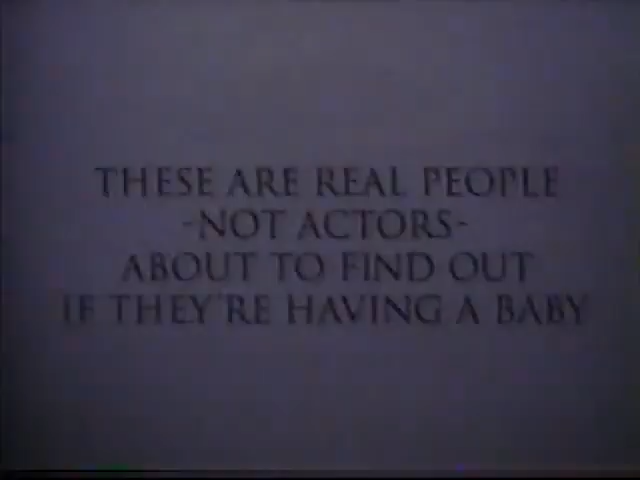 THESE ARE REAL PEOPLE
-NOT ACTORS-
ABOUT TO FIND OUT
IF THEY'RE HAVING A BABY